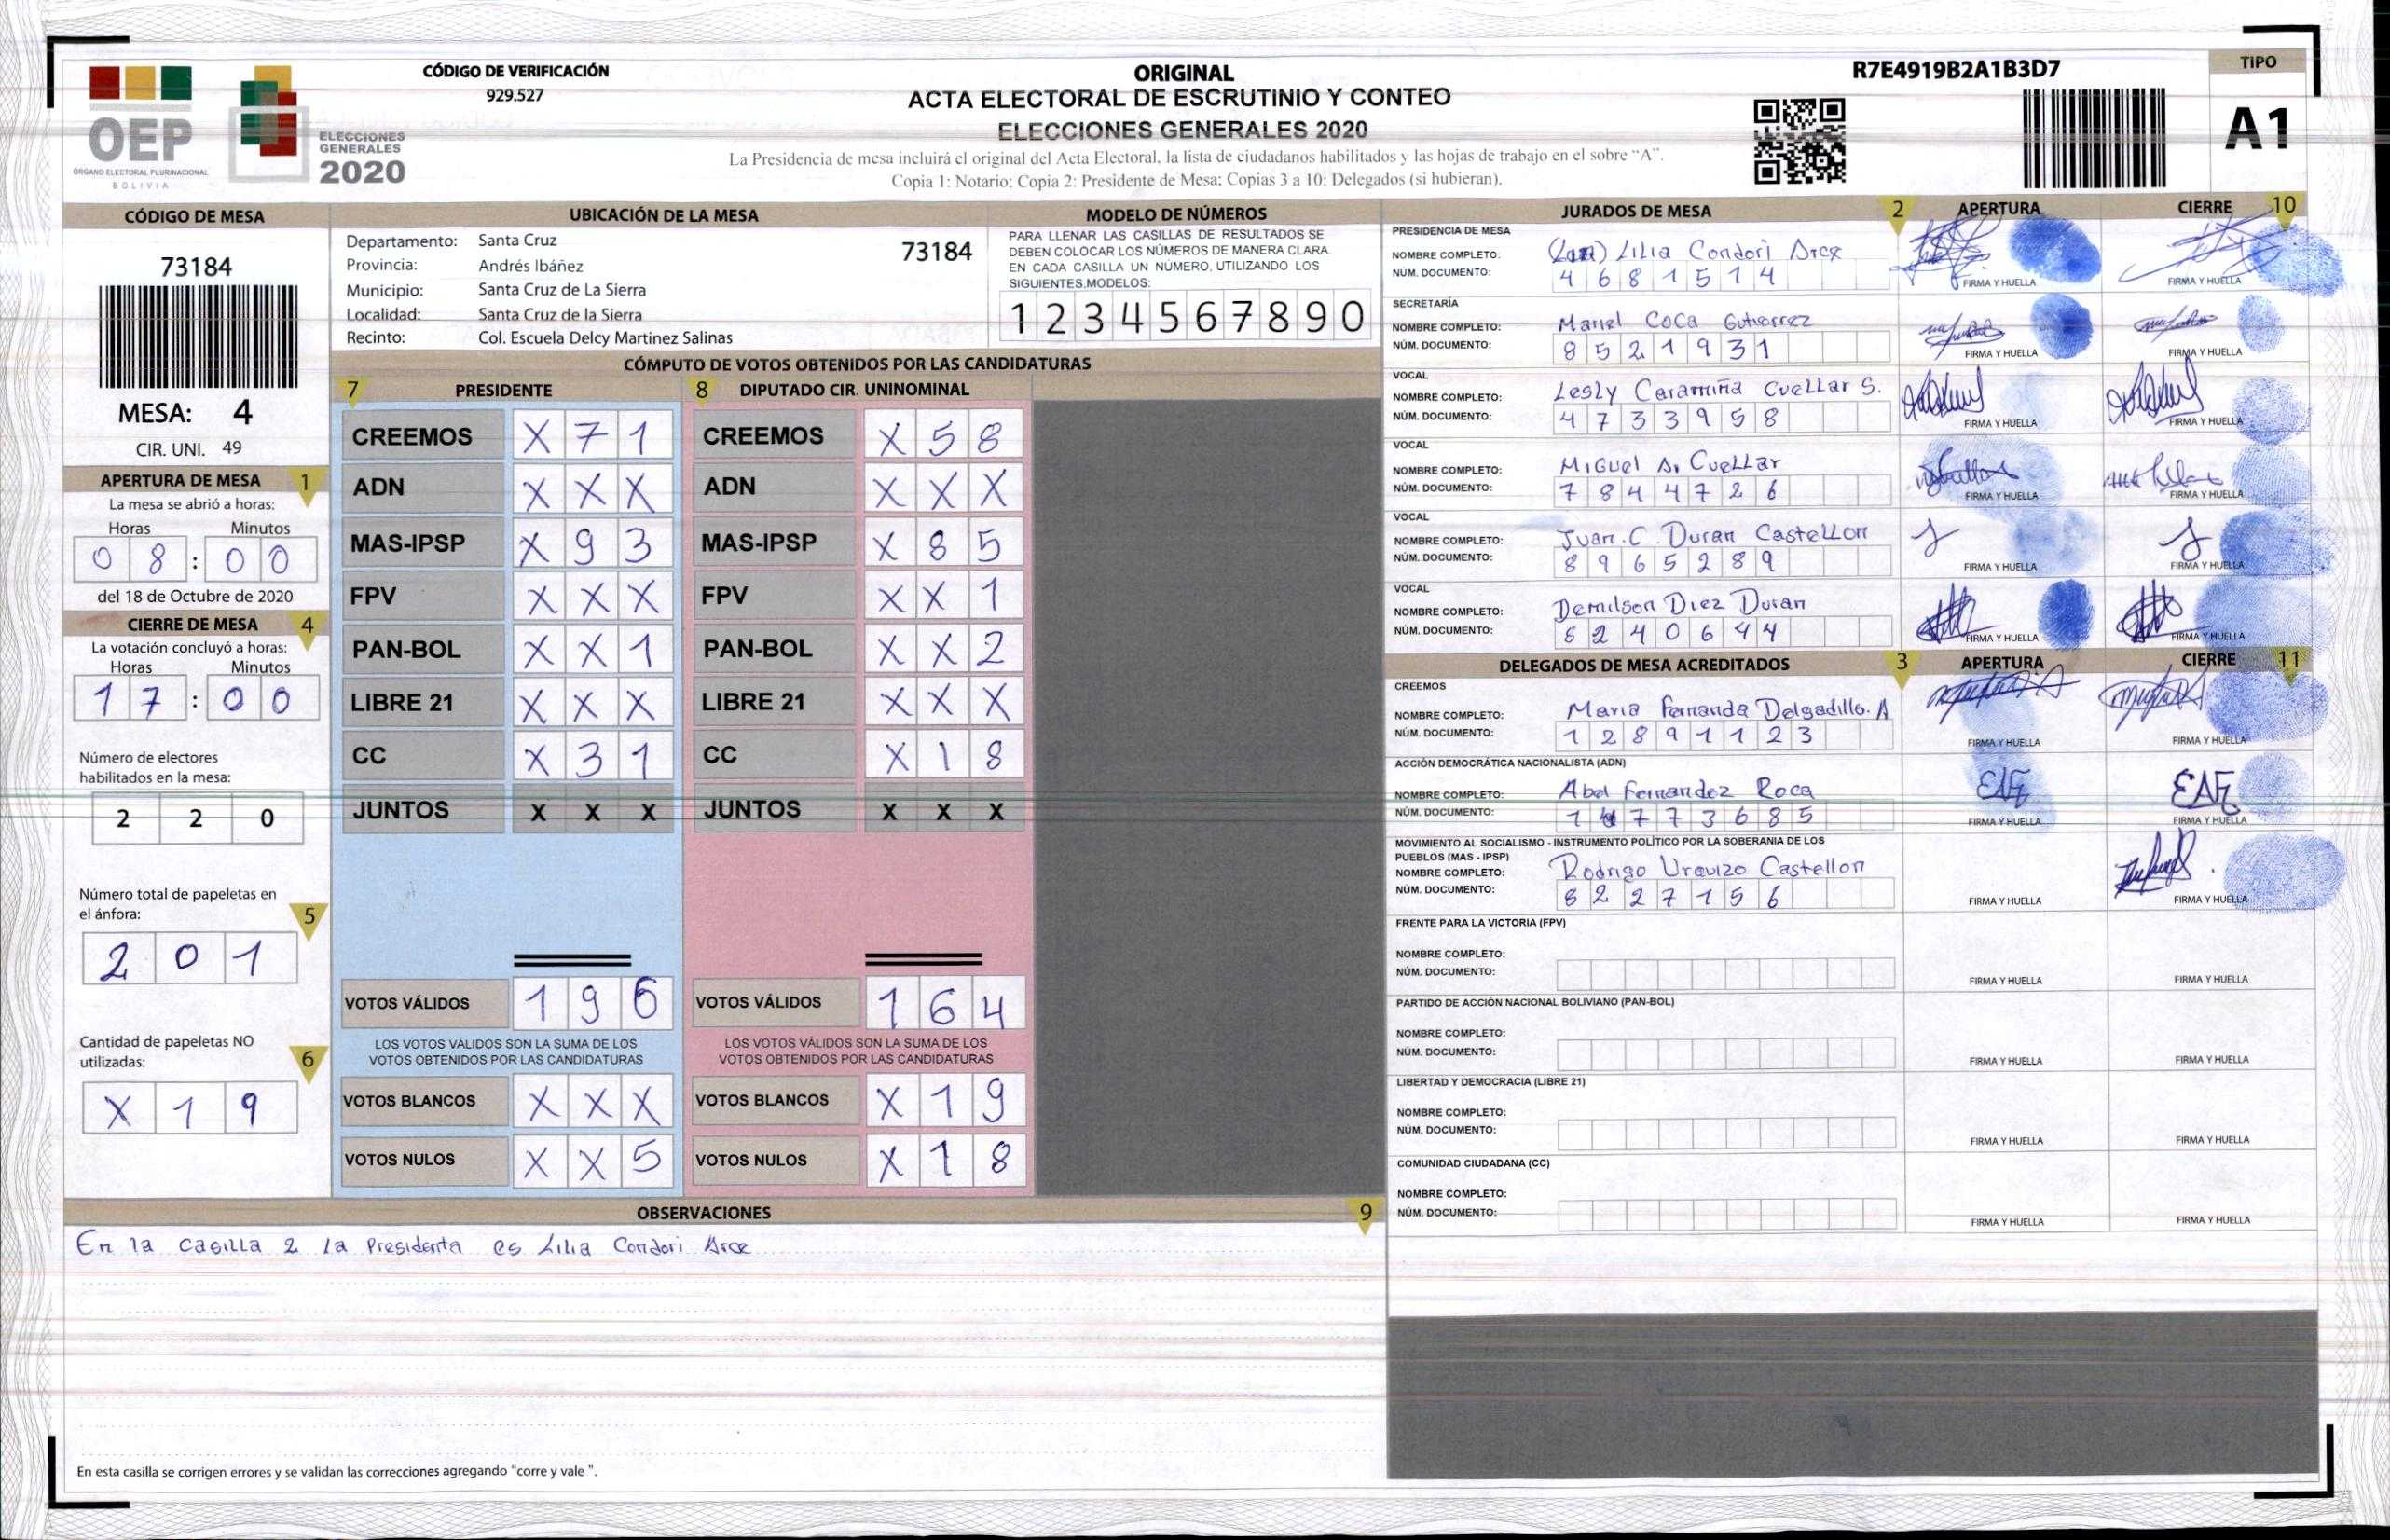 OEP
ÓRGANO ELECTORAL PLURINACIONAL
BOLIVIA
ELECCIONES
GENERALES
2020
CÓDIGO DE VERIFICACIÓN
929.527
ORIGINAL
ACTA ELECTORAL DE ESCRUTINIO Y CONTEO
ELECCIONES GENERALES 2020
La Presidencia de mesa incluirá el original del Acta Electoral, la lista de ciudadanos habilitados y las hojas de trabajo en el sobre “A”.
Copia 1: Notario; Copia 2: Presidente de Mesa; Copias 3 a 10: Delegados (si hubieran).
R7E4919B2A1B3D7
TIPO
A1
CÓDIGO DE MESA
73184
MESA: 4
CIR. UNI. 49
APERTURA DE MESA 1
La mesa se abrió a horas:
Horas Minutos
0 8 : 0 0
del 18 de Octubre de 2020
CIERRE DE MESA 4
La votación concluyó a horas:
Horas Minutos
1 7 : 0 0
Número de electores
habilitados en la mesa:
2 2 0
Número total de papeletas en
el ánfora: 5
2 0 1
Cantidad de papeletas NO
utilizadas: 6
X 1 9
UBICACIÓN DE LA MESA
Departamento: Santa Cruz 73184
Provincia: Andrés Ibáñez
Municipio: Santa Cruz de La Sierra
Localidad: Santa Cruz de la Sierra
Recinto: Col. Escuela Delcy Martinez Salinas
MODELO DE NÚMEROS
PARA LLENAR LAS CASILLAS DE RESULTADOS SE
DEBEN COLOCAR LOS NÚMEROS DE MANERA CLARA.
EN CADA CASILLA UN NÚMERO, UTILIZANDO LOS
SIGUIENTES MODELOS:
1 2 3 4 5 6 7 8 9 0
CÓMPUTO DE VOTOS OBTENIDOS POR LAS CANDIDATURAS
7 PRESIDENTE
CREEMOS X 7 1
ADN X X X
MAS-IPSP X 9 3
FPV X X X
PAN-BOL X X 1
LIBRE 21 X X X
CC X 3 1
JUNTOS X X X
VOTOS VÁLIDOS 1 9 6
LOS VOTOS VÁLIDOS SON LA SUMA DE LOS
VOTOS OBTENIDOS POR LAS CANDIDATURAS
VOTOS BLANCOS X X X
VOTOS NULOS X X 5
8 DIPUTADO CIR. UNINOMINAL
CREEMOS X 5 8
ADN X X X
MAS-IPSP X 8 5
FPV X X 1
PAN-BOL X X 2
LIBRE 21 X X X
CC X 1 8
JUNTOS X X X
VOTOS VÁLIDOS 1 6 4
LOS VOTOS VÁLIDOS SON LA SUMA DE LOS
VOTOS OBTENIDOS POR LAS CANDIDATURAS
VOTOS BLANCOS X 1 9
VOTOS NULOS X 1 8
OBSERVACIONES 9
En la casilla 2 la Presidenta es Lilia Condori Arce
En esta casilla se corrigen errores y se validan las correcciones agregando “corre y vale ”.
JURADOS DE MESA 2 APERTURA CIERRE 10
PRESIDENCIA DE MESA
NOMBRE COMPLETO: Lilia Condori Arce
NÚM. DOCUMENTO: 4 6 8 1 5 1 4
FIRMA Y HUELLA FIRMA Y HUELLA
SECRETARÍA
NOMBRE COMPLETO: Mariel Coca Gutierrez
NÚM. DOCUMENTO: 8 5 2 1 9 3 1
FIRMA Y HUELLA FIRMA Y HUELLA
VOCAL
NOMBRE COMPLETO: Lesly Caramiña Cuellar S.
NÚM. DOCUMENTO: 4 7 3 3 9 5 8
FIRMA Y HUELLA FIRMA Y HUELLA
VOCAL
NOMBRE COMPLETO: Miguel A. Cuellar
NÚM. DOCUMENTO: 7 8 4 4 7 2 6
FIRMA Y HUELLA FIRMA Y HUELLA
VOCAL
NOMBRE COMPLETO: Juan C. Duran Castellon
NÚM. DOCUMENTO: 8 9 6 5 2 8 9
FIRMA Y HUELLA FIRMA Y HUELLA
VOCAL
NOMBRE COMPLETO: Demilson Diez Duran
NÚM. DOCUMENTO: 6 2 4 0 6 4 4
FIRMA Y HUELLA FIRMA Y HUELLA
DELEGADOS DE MESA ACREDITADOS 3 APERTURA CIERRE 11
CREEMOS
NOMBRE COMPLETO: Maria Fernanda Delgadillo. A
NÚM. DOCUMENTO: 1 2 8 9 1 1 2 3
FIRMA Y HUELLA FIRMA Y HUELLA
ACCIÓN DEMOCRÁTICA NACIONALISTA (ADN)
NOMBRE COMPLETO: Abel Fernandez Roca
NÚM. DOCUMENTO: 1 4 7 7 3 6 8 5
FIRMA Y HUELLA FIRMA Y HUELLA
MOVIMIENTO AL SOCIALISMO - INSTRUMENTO POLÍTICO POR LA SOBERANIA DE LOS
PUEBLOS (MAS - IPSP)
NOMBRE COMPLETO: Rodrigo Urquizo Castellon
NÚM. DOCUMENTO: 8 2 2 7 1 5 6
FIRMA Y HUELLA FIRMA Y HUELLA
FRENTE PARA LA VICTORIA (FPV)
NOMBRE COMPLETO:
NÚM. DOCUMENTO:
FIRMA Y HUELLA FIRMA Y HUELLA
PARTIDO DE ACCIÓN NACIONAL BOLIVIANO (PAN-BOL)
NOMBRE COMPLETO:
NÚM. DOCUMENTO:
FIRMA Y HUELLA FIRMA Y HUELLA
LIBERTAD Y DEMOCRACIA (LIBRE 21)
NOMBRE COMPLETO:
NÚM. DOCUMENTO:
FIRMA Y HUELLA FIRMA Y HUELLA
COMUNIDAD CIUDADANA (CC)
NOMBRE COMPLETO:
NÚM. DOCUMENTO:
FIRMA Y HUELLA FIRMA Y HUELLA